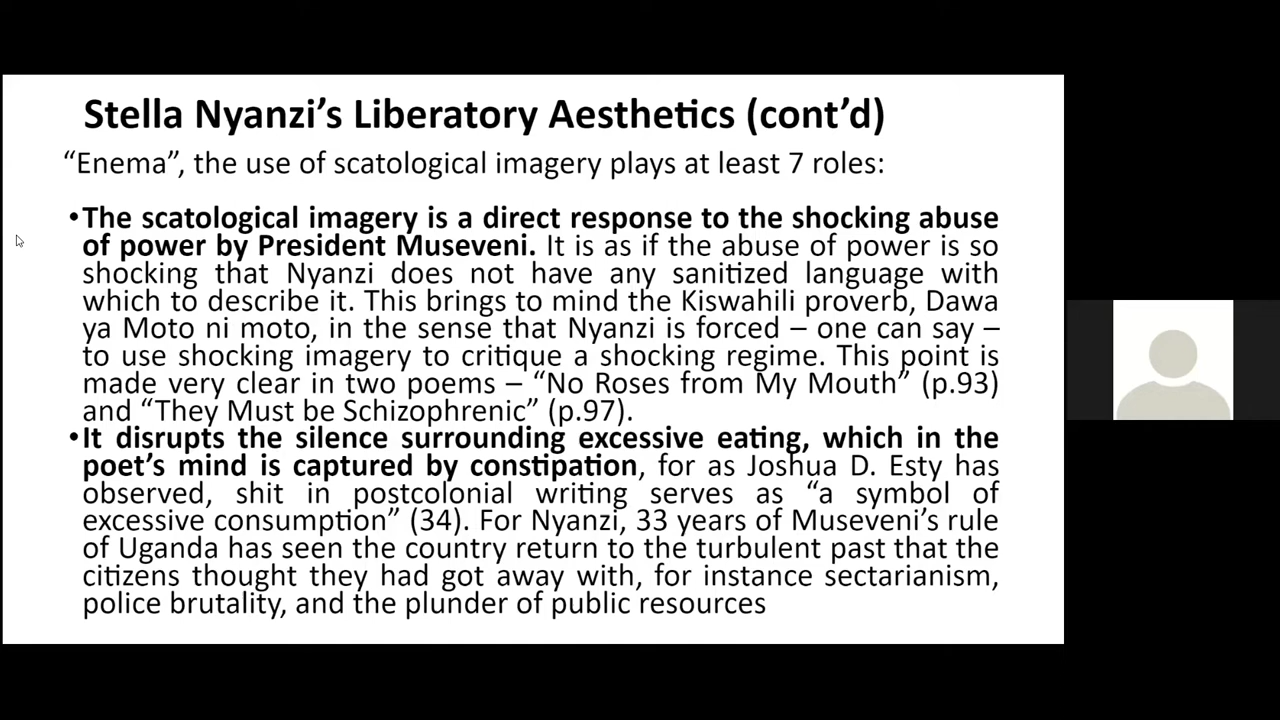 Stella Nyanzi’s Liberatory Aesthetics (cont’d)
“Enema”, the use of scatological imagery plays at least 7 roles:
•The scatological imagery is a direct response to the shocking abuse
of power by President Museveni. It is as if the abuse of power is so
shocking that Nyanzi does not have any sanitized language with
which to describe it. This brings to mind the Kiswahili proverb, Dawa
ya Moto ni moto, in the sense that Nyanzi is forced – one can say –
to use shocking imagery to critique a shocking regime. This point is
made very clear in two poems – “No Roses from My Mouth” (p.93)
and “They Must be Schizophrenic” (p.97).
•It disrupts the silence surrounding excessive eating, which in the
poet’s mind is captured by constipation, for as Joshua D. Esty has
observed, shit in postcolonial writing serves as “a symbol of
excessive consumption” (34). For Nyanzi, 33 years of Museveni’s rule
of Uganda has seen the country return to the turbulent past that the
citizens thought they had got away with, for instance sectarianism,
police brutality, and the plunder of public resources